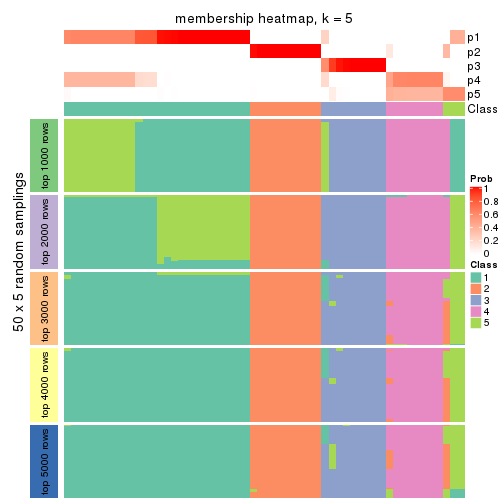 membership heatmap, k = 5
p1
p2
p3
p4
p5
Class
50 x 5 random samplings
top 1000 rows
top 2000 rows
top 3000 rows
top 4000 rows
top 5000 rows
Prob
1
0.8
0.6
0.4
0.2
0
Class
1
2
3
4
5